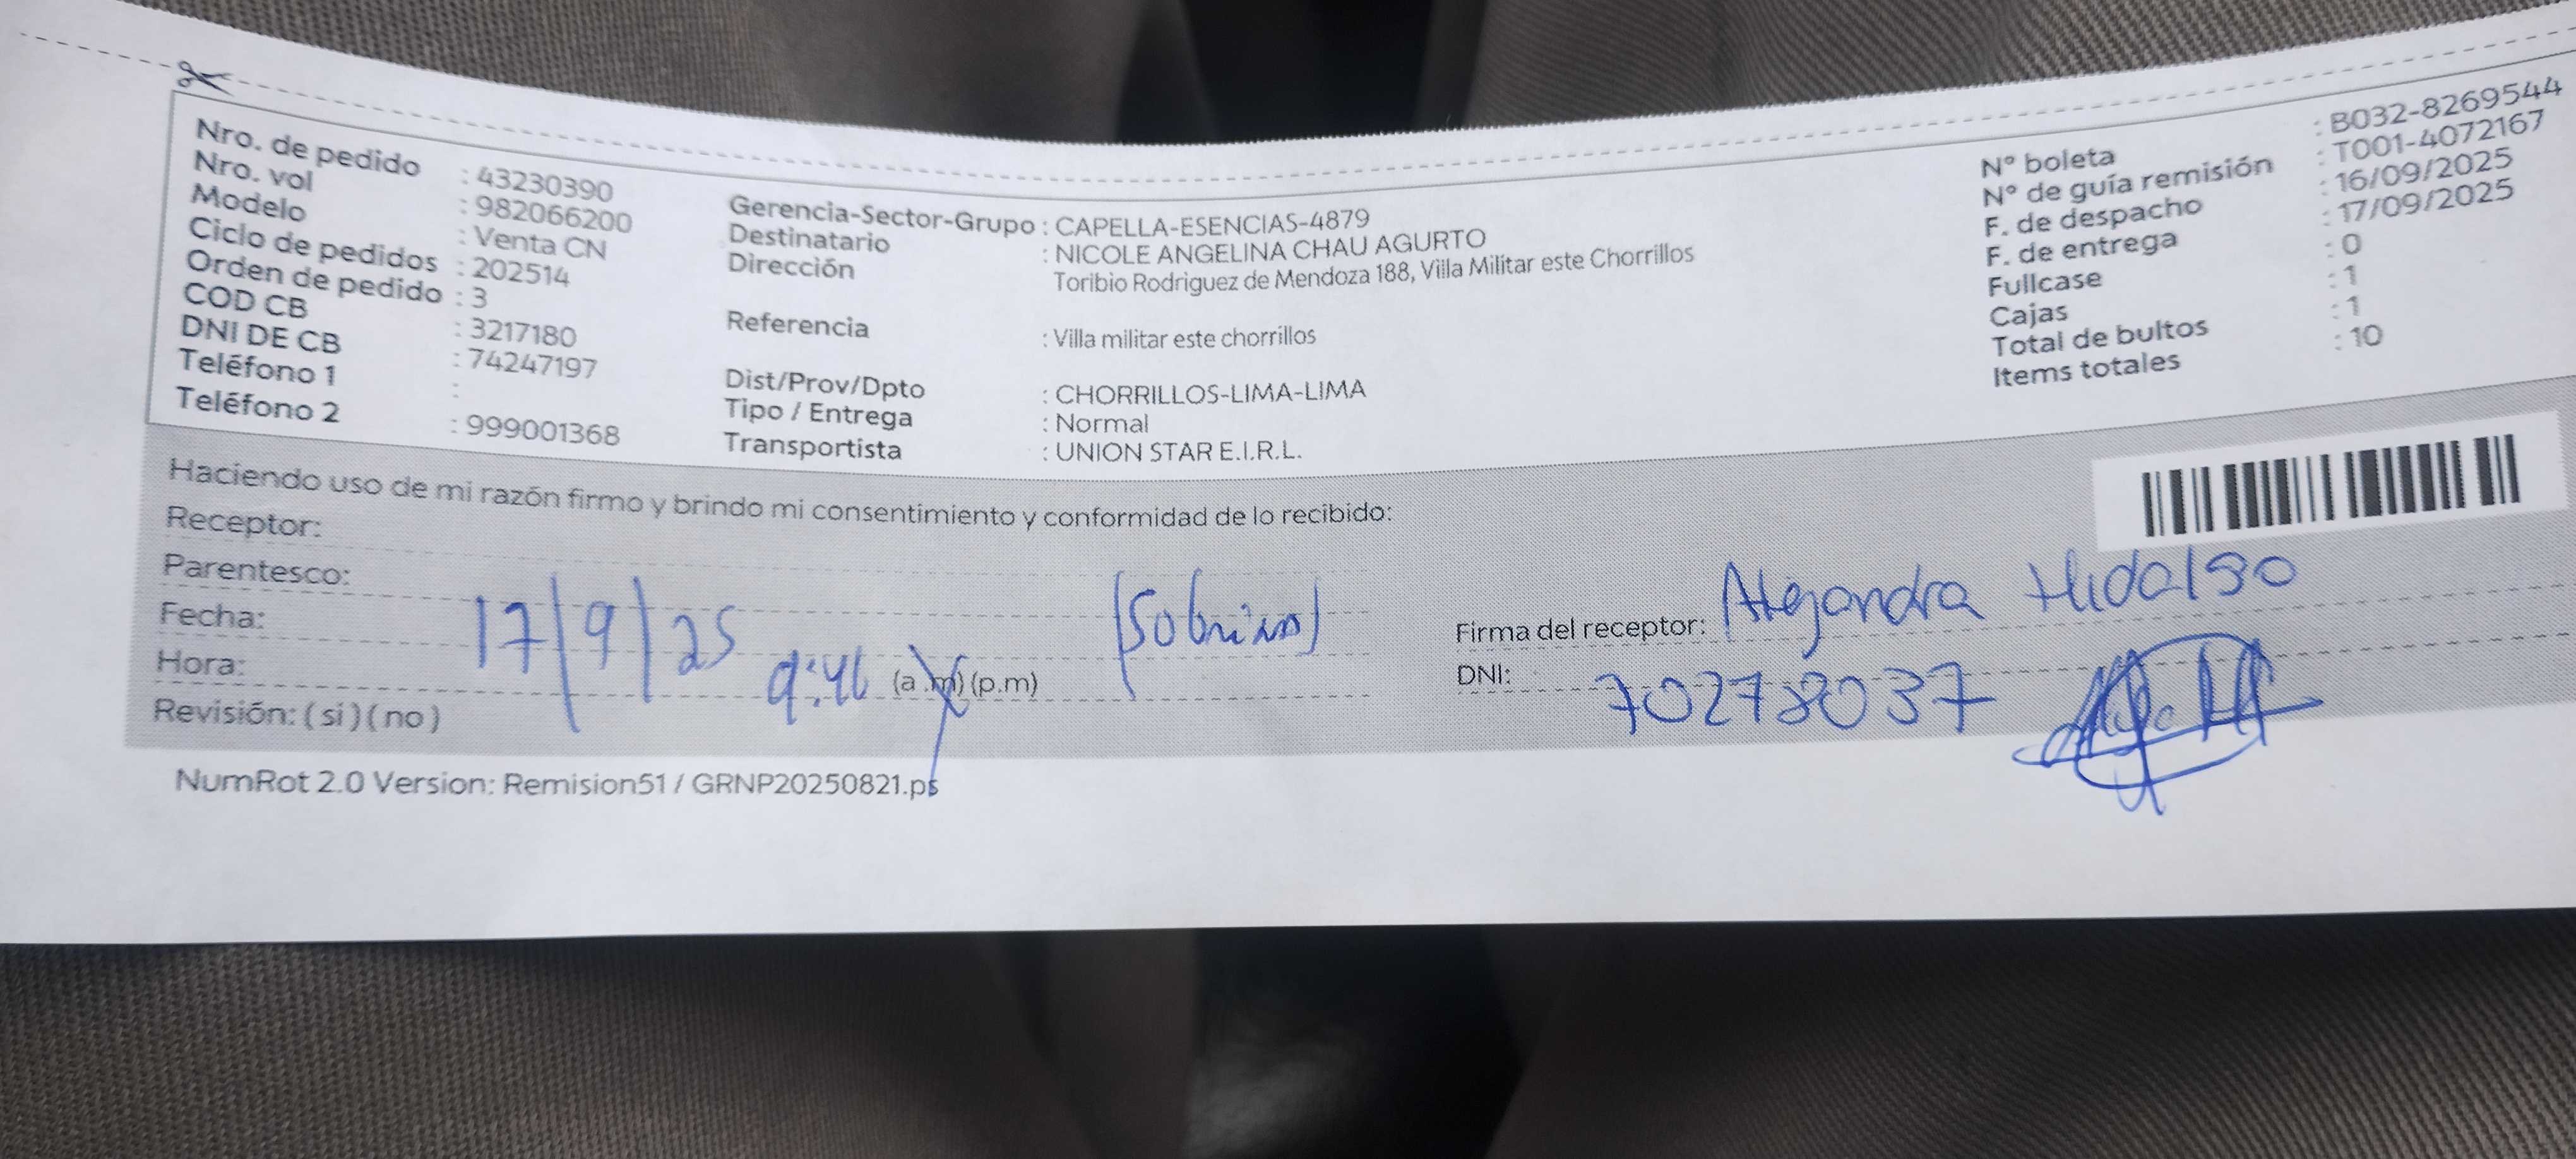 Nro. de pedido : 43230390
Nro. vol : 982066200
Modelo : Venta CN
Ciclo de pedidos : 202514
Orden de pedido : 3
COD CB : 3217180
DNI DE CB : 74247197
Teléfono 1 :
Teléfono 2 : 999001368
Gerencia-Sector-Grupo : CAPELLA-ESENCIAS-4879
Destinatario : NICOLE ANGELINA CHAU AGURTO
Dirección Toribio Rodriguez de Mendoza 188, Villa Militar este Chorrillos
Referencia : Villa militar este chorrillos
Dist/Prov/Dpto : CHORRILLOS-LIMA-LIMA
Tipo / Entrega : Normal
Transportista : UNION STAR E.I.R.L.
N° boleta : B032-8269544
N° de guía remisión : T001-4072167
F. de despacho : 16/09/2025
F. de entrega : 17/09/2025
Fullcase : 0
Cajas : 1
Total de bultos : 1
Items totales : 10
Haciendo uso de mi razón firmo y brindo mi consentimiento y conformidad de lo recibido:
Receptor:
Parentesco:
Fecha: 17/9/25
Hora: 9:46 (a.m) (p.m)
Revisión: ( si ) ( no )
Firma del receptor: Alejandra Hidalgo
DNI: 70278037
NumRot 2.0 Version: Remision51 / GRNP20250821.ps